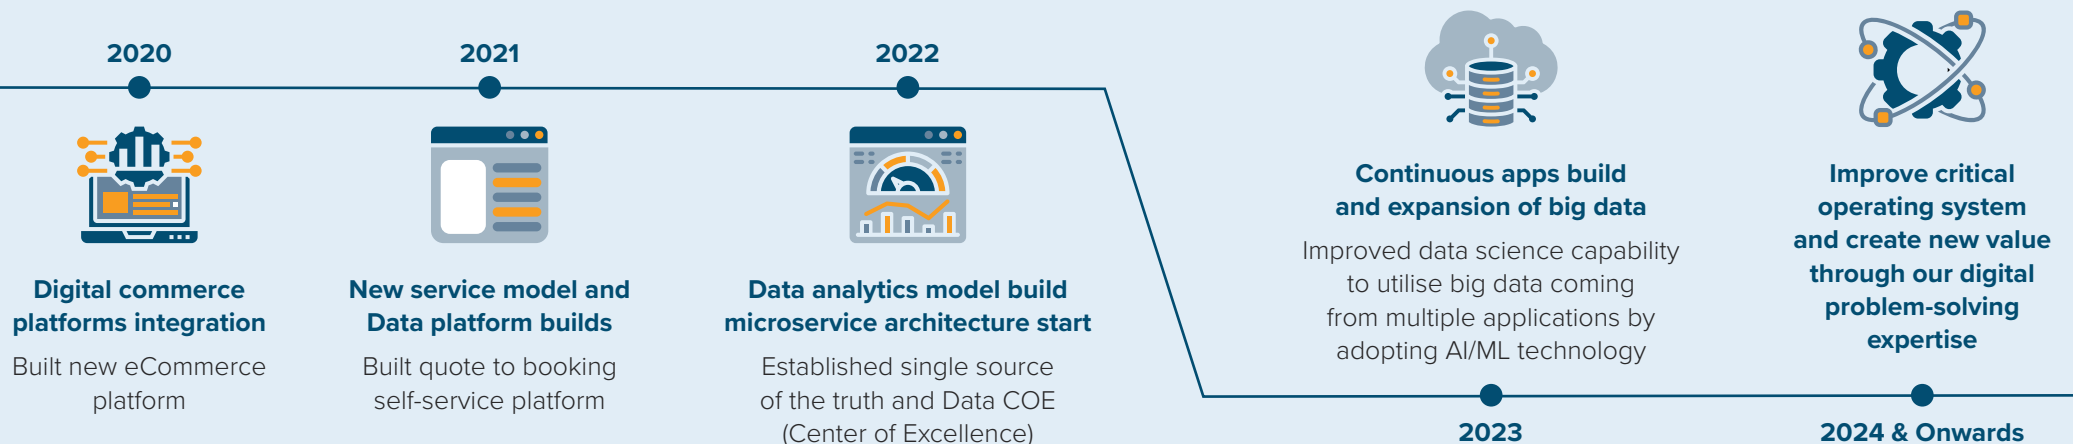 2020
Digital commerce
platforms integration
Built new eCommerce
platform
2021
New service model and
Data platform builds
Built quote to booking
self-service platform
2022
Data analytics model build
microservice architecture start
Established single source
of the truth and Data COE
(Center of Excellence)
Continuous apps build
and expansion of big data
Improved data science capability
to utilise big data coming
from multiple applications by
adopting AI/ML technology
2023
Improve critical
operating system
and create new value
through our digital
problem-solving
expertise
2024 & Onwards